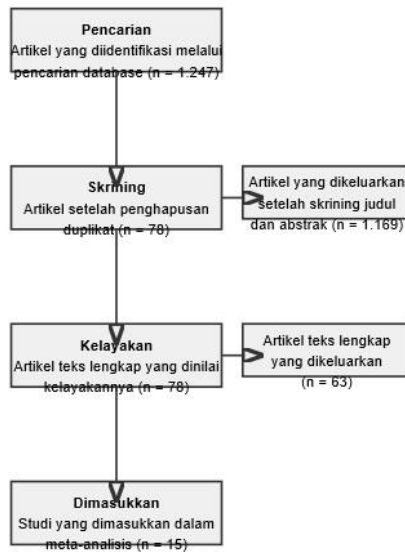 Pencarian
Artikel yang diidentifikasi melalui
pencarian database (n = 1.247)
Skrining
Artikel setelah penghapusan
duplikat (n = 78)
Artikel yang dikeluarkan
setelah skrining judul
dan abstrak (n = 1.169)
Kelayakan
Artikel teks lengkap yang dinilai
kelayakannya (n = 78)
Artikel teks lengkap
yang dikeluarkan
(n = 63)
Dimasukkan
Studi yang dimasukkan dalam
meta-analisis (n = 15)